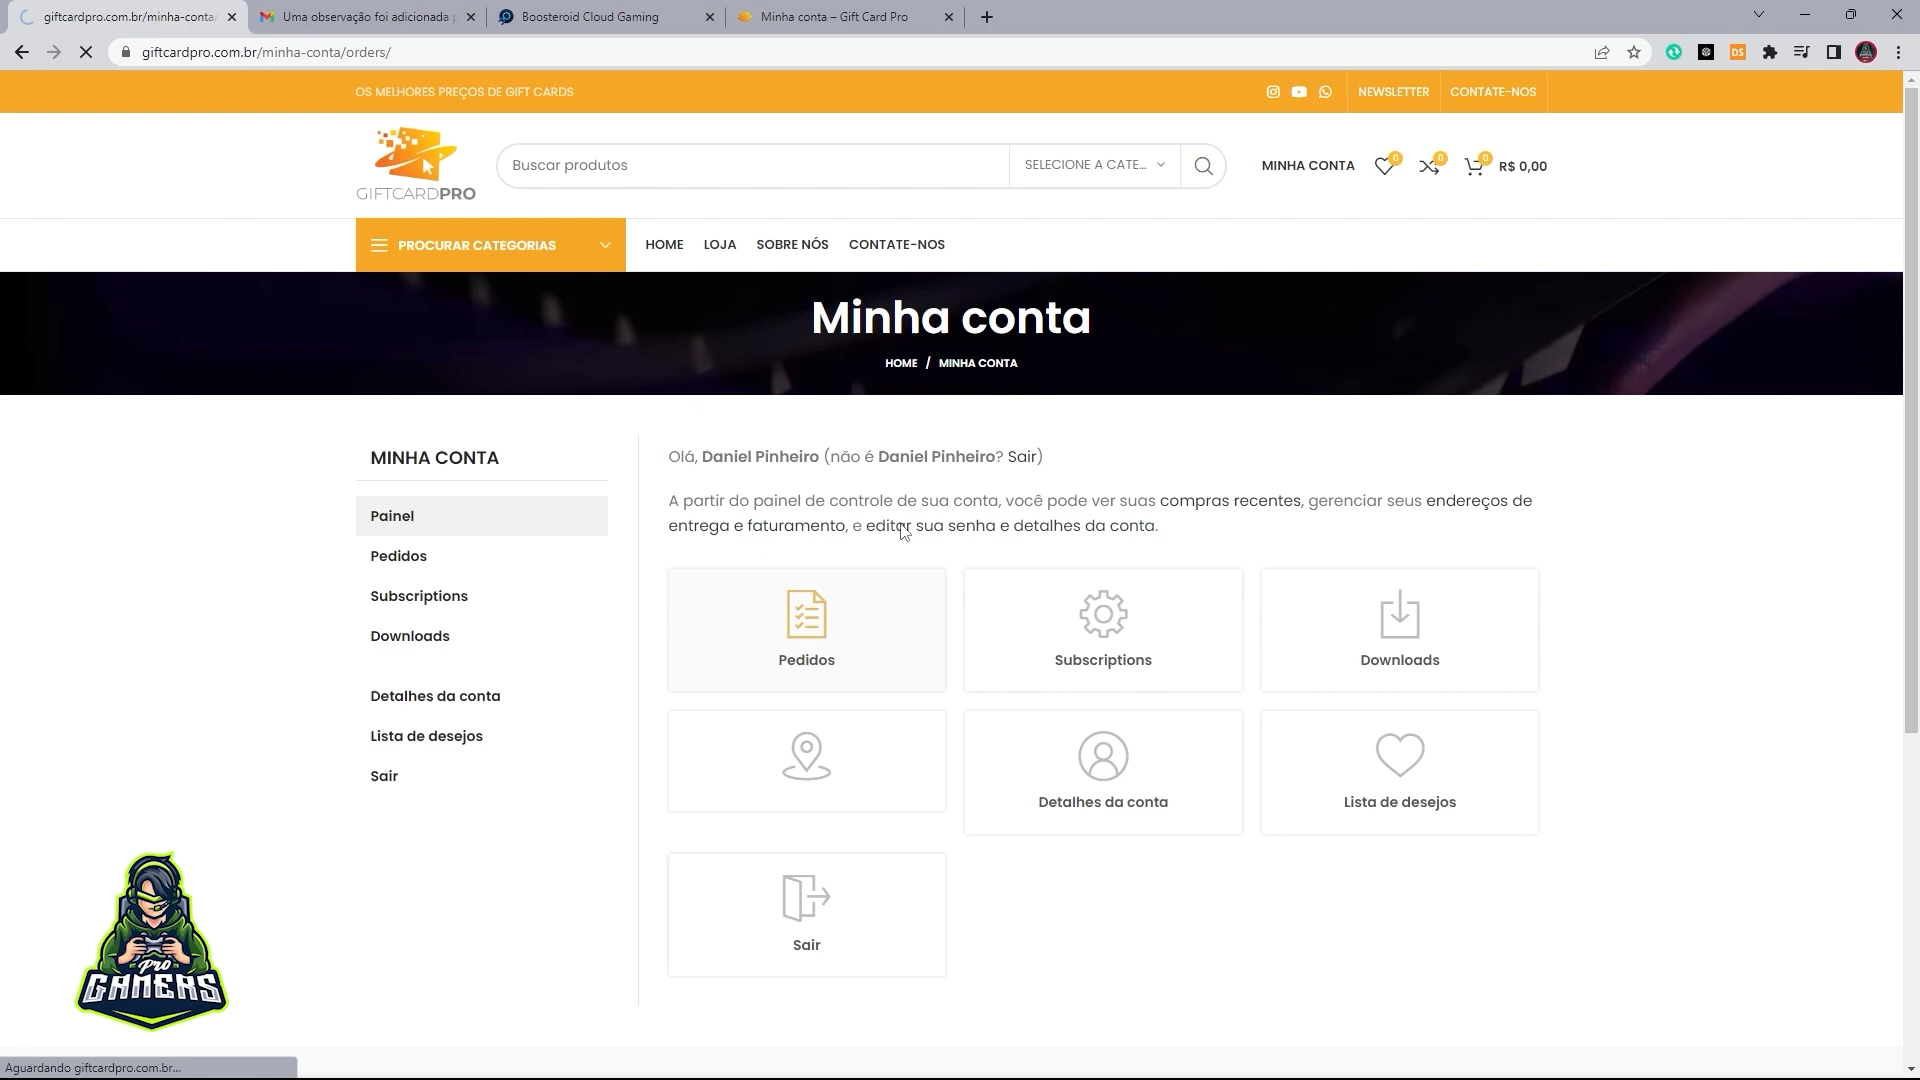 giftcardpro.com.br/minha-conta/
Uma observação foi adicionada
Boosteroid Cloud Gaming
Minha conta – Gift Card Pro
giftcardpro.com.br/minha-conta/orders/
DS
OS MELHORES PREÇOS DE GIFT CARDS
NEWSLETTER
CONTATE-NOS
GIFTCARDPRO
Buscar produtos
SELECIONE A CATE...
MINHA CONTA
0
0
0
R$ 0,00
PROCURAR CATEGORIAS
HOME
LOJA
SOBRE NÓS
CONTATE-NOS
Minha conta
HOME / MINHA CONTA
MINHA CONTA
Painel
Pedidos
Subscriptions
Downloads
Detalhes da conta
Lista de desejos
Sair
Olá, Daniel Pinheiro (não é Daniel Pinheiro? Sair)
A partir do painel de controle de sua conta, você pode ver suas compras recentes, gerenciar seus endereços de
entrega e faturamento, e editar sua senha e detalhes da conta.
Pedidos
Subscriptions
Downloads
Detalhes da conta
Lista de desejos
Sair
PRO
GAMERS
Aguardando giftcardpro.com.br...